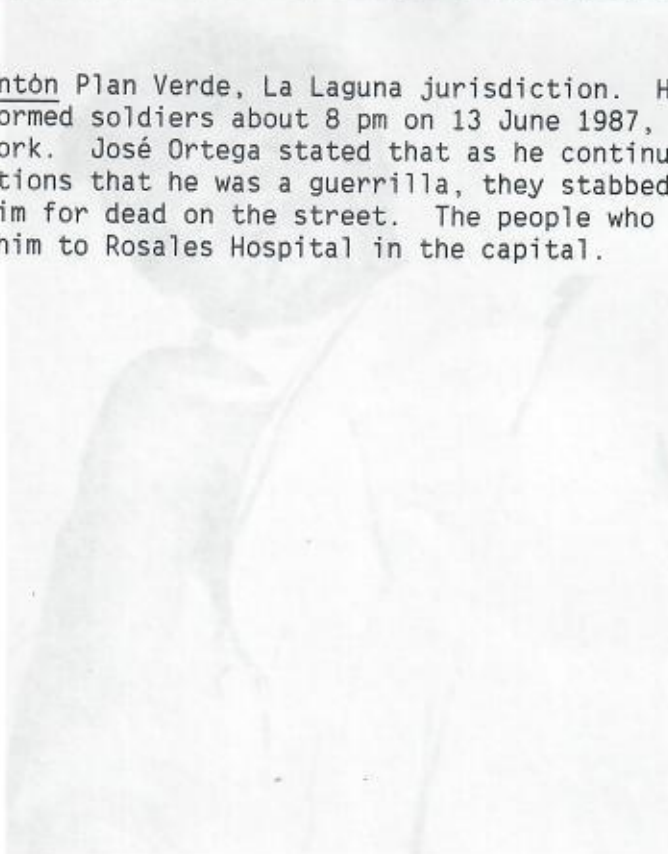 ntón Plan Verde, La Laguna jurisdiction. H
ormed soldiers about 8 pm on 13 June 1987,
ork. José Ortega stated that as he continu
tions that he was a guerrilla, they stabbed
im for dead on the street. The people who
him to Rosales Hospital in the capital.